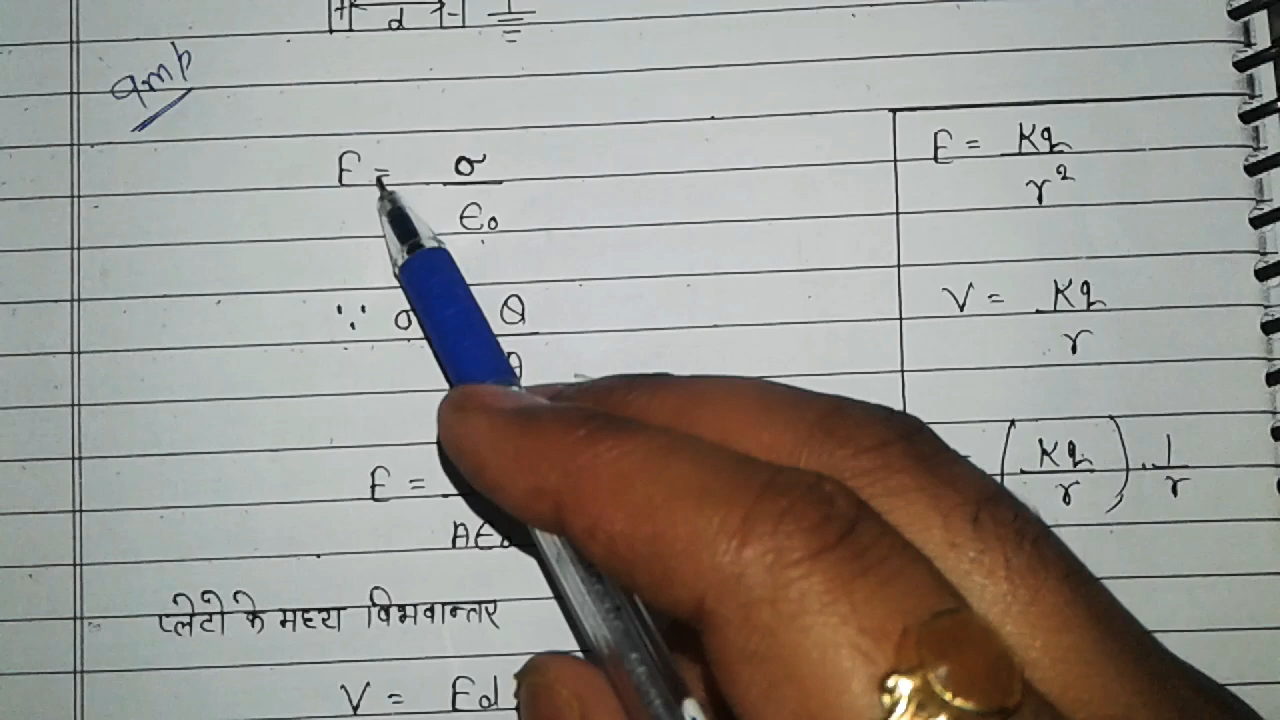 + d -
Imp
E = σ / ϵ₀
∵ σ Q
E =
Aϵ₀
प्लेटो के मध्य विभवान्तर
V = Ed
E = Kq / r²
V = Kq / r
(Kq / r) . 1 / r